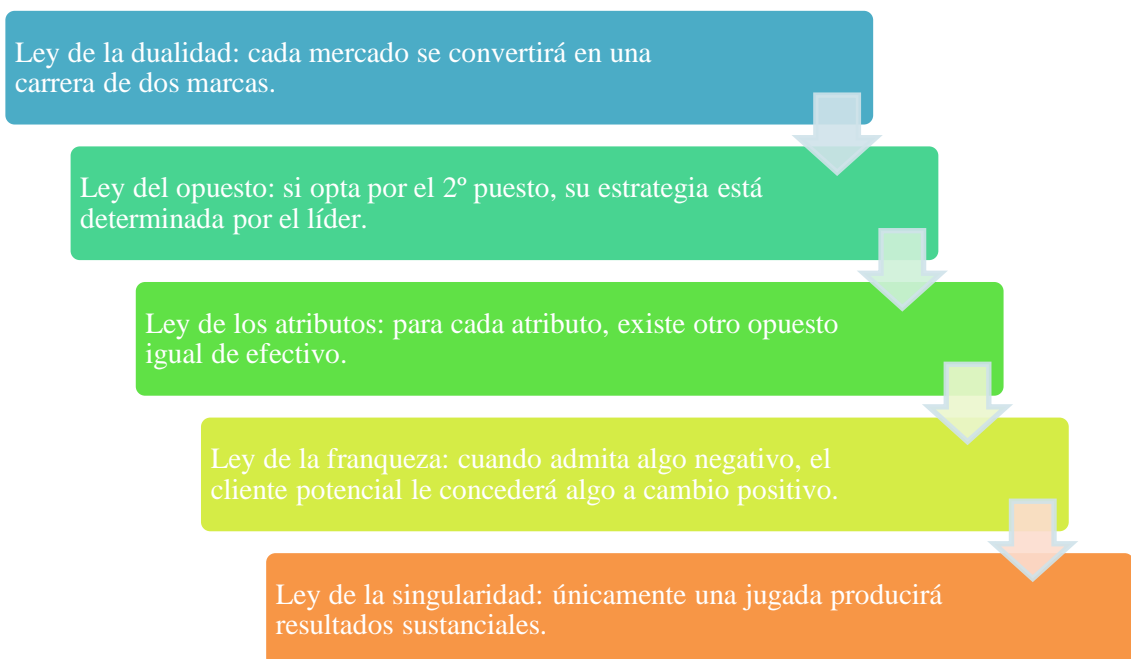 Ley de la dualidad: cada mercado se convertirá en una
carrera de dos marcas.
Ley del opuesto: si opta por el 2º puesto, su estrategia está
determinada por el líder.
Ley de los atributos: para cada atributo, existe otro opuesto
igual de efectivo.
Ley de la franqueza: cuando admita algo negativo, el
cliente potencial le concederá algo a cambio positivo.
Ley de la singularidad: únicamente una jugada producirá
resultados sustanciales.